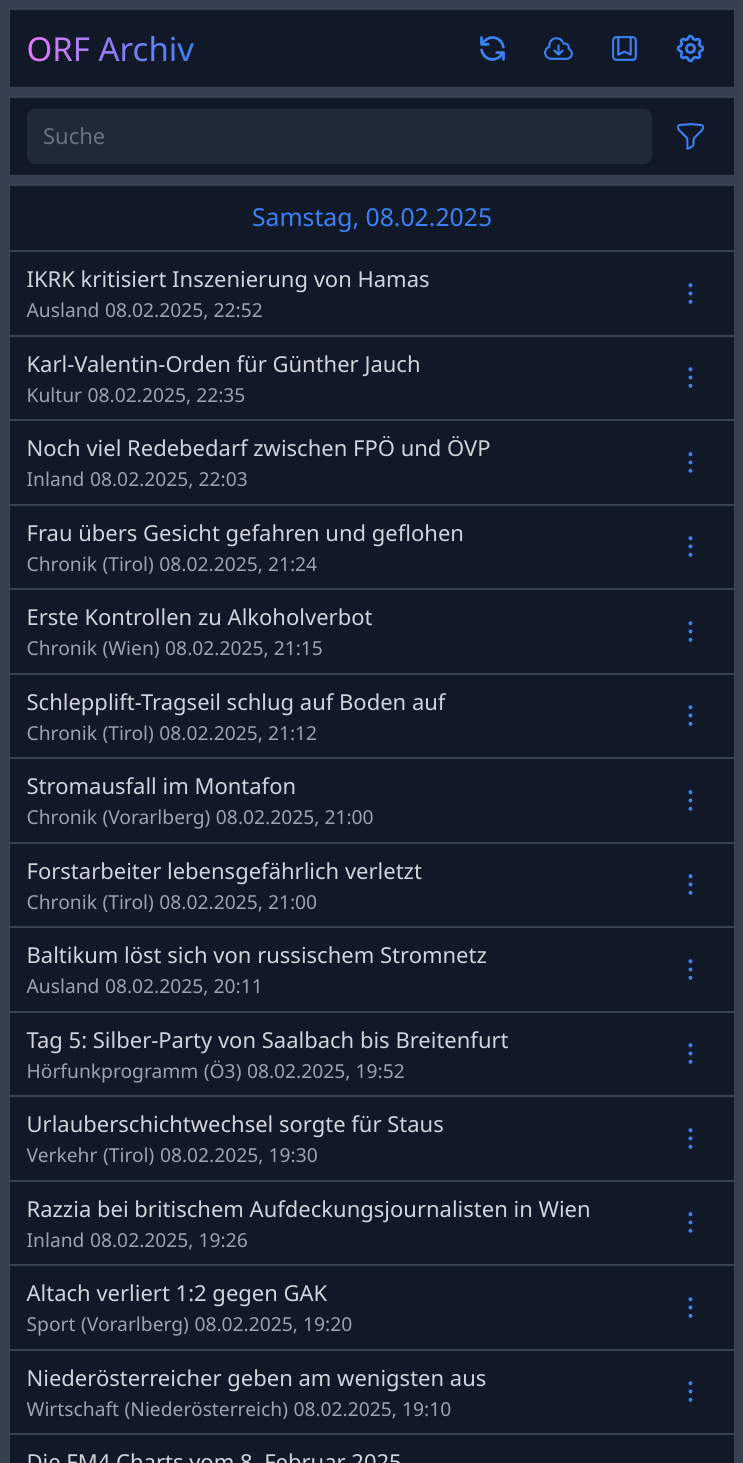 ORF Archiv
Suche
Samstag, 08.02.2025
IKRK kritisiert Inszenierung von Hamas
Ausland 08.02.2025, 22:52
Karl-Valentin-Orden für Günther Jauch
Kultur 08.02.2025, 22:35
Noch viel Redebedarf zwischen FPÖ und ÖVP
Inland 08.02.2025, 22:03
Frau übers Gesicht gefahren und geflohen
Chronik (Tirol) 08.02.2025, 21:24
Erste Kontrollen zu Alkoholverbot
Chronik (Wien) 08.02.2025, 21:15
Schlepplift-Tragseil schlug auf Boden auf
Chronik (Tirol) 08.02.2025, 21:12
Stromausfall im Montafon
Chronik (Vorarlberg) 08.02.2025, 21:00
Forstarbeiter lebensgefährlich verletzt
Chronik (Tirol) 08.02.2025, 21:00
Baltikum löst sich von russischem Stromnetz
Ausland 08.02.2025, 20:11
Tag 5: Silber-Party von Saalbach bis Breitenfurt
Hörfunkprogramm (Ö3) 08.02.2025, 19:52
Urlauberschichtwechsel sorgte für Staus
Verkehr (Tirol) 08.02.2025, 19:30
Razzia bei britischem Aufdeckungsjournalisten in Wien
Inland 08.02.2025, 19:26
Altach verliert 1:2 gegen GAK
Sport (Vorarlberg) 08.02.2025, 19:20
Niederösterreicher geben am wenigsten aus
Wirtschaft (Niederösterreich) 08.02.2025, 19:10
Die FM4 Charts vom 8. Februar 2025